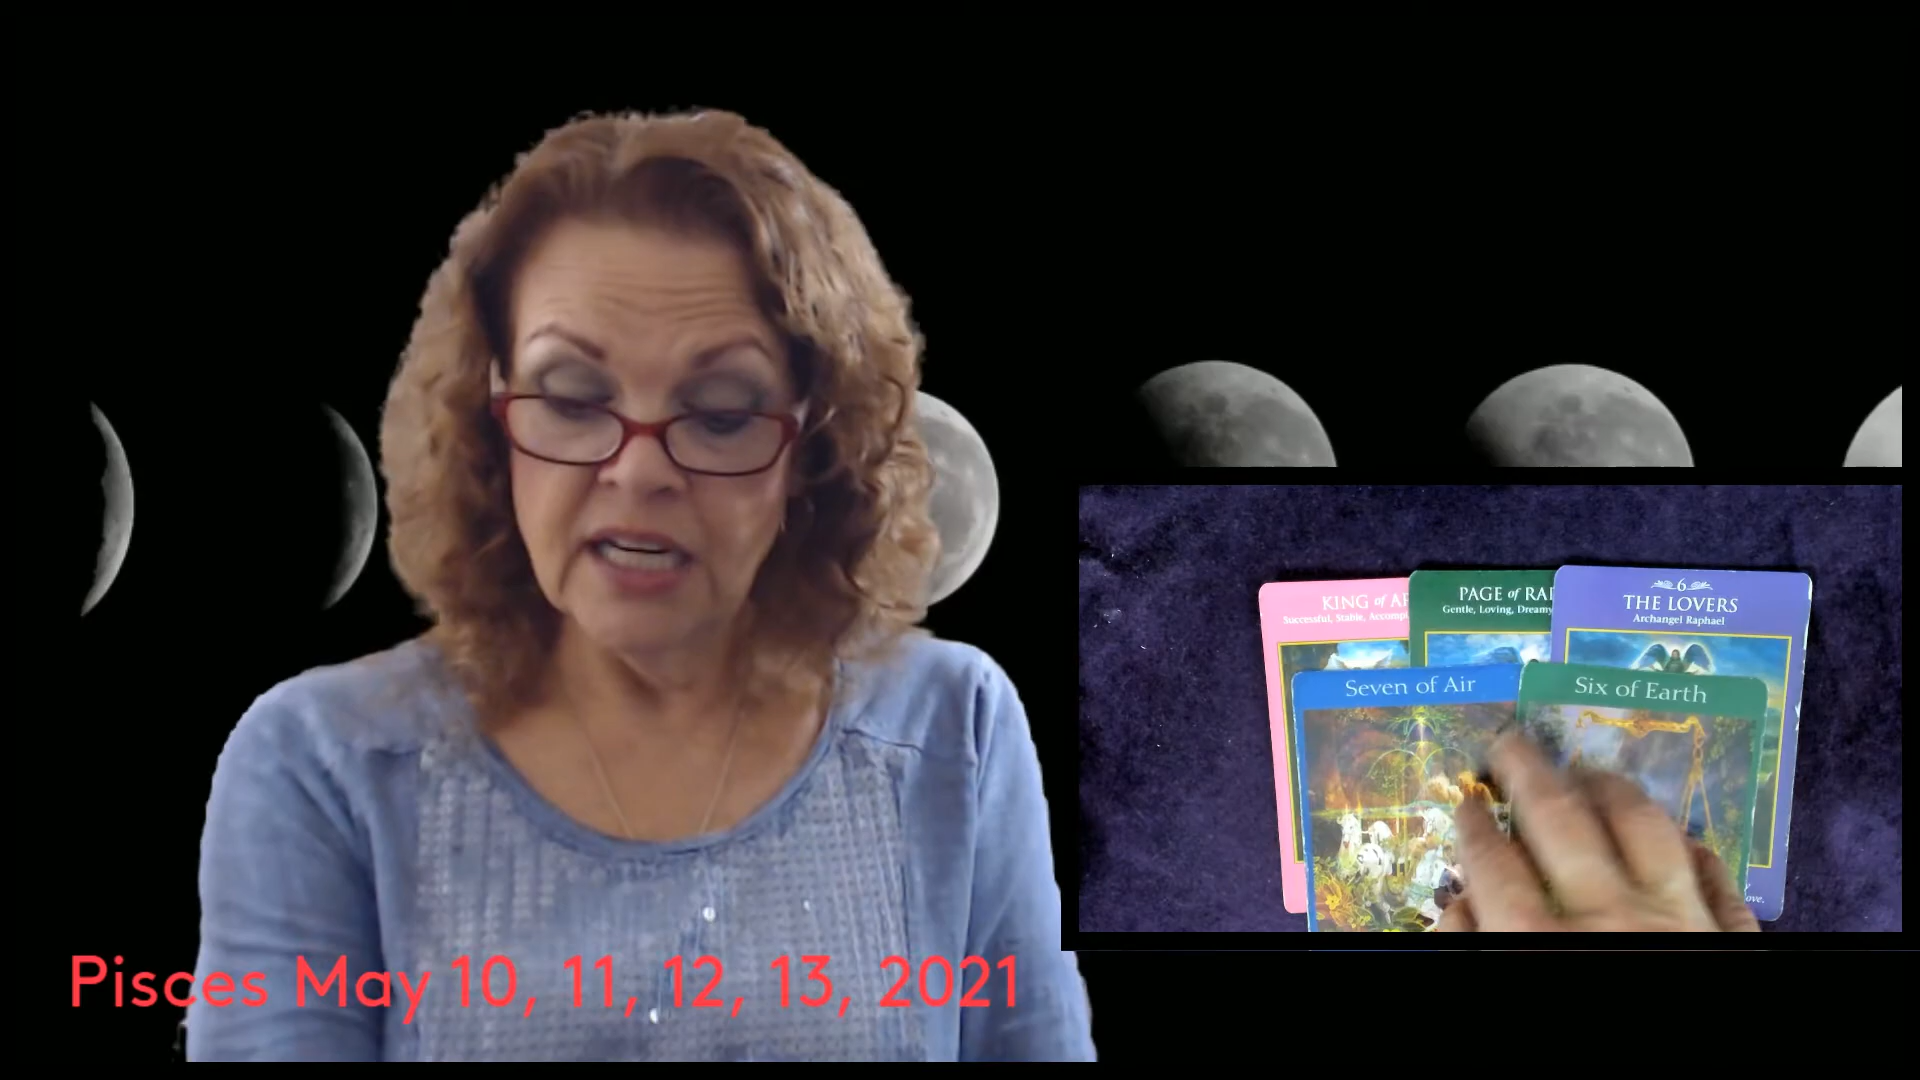 KING of
Successful, Stable,
PAGE of
Gentle, Loving, Dreamy
6
THE LOVERS
Archangel Raphael
Seven of Air
Six of Earth
Pisces May 10, 11, 12, 13, 2021